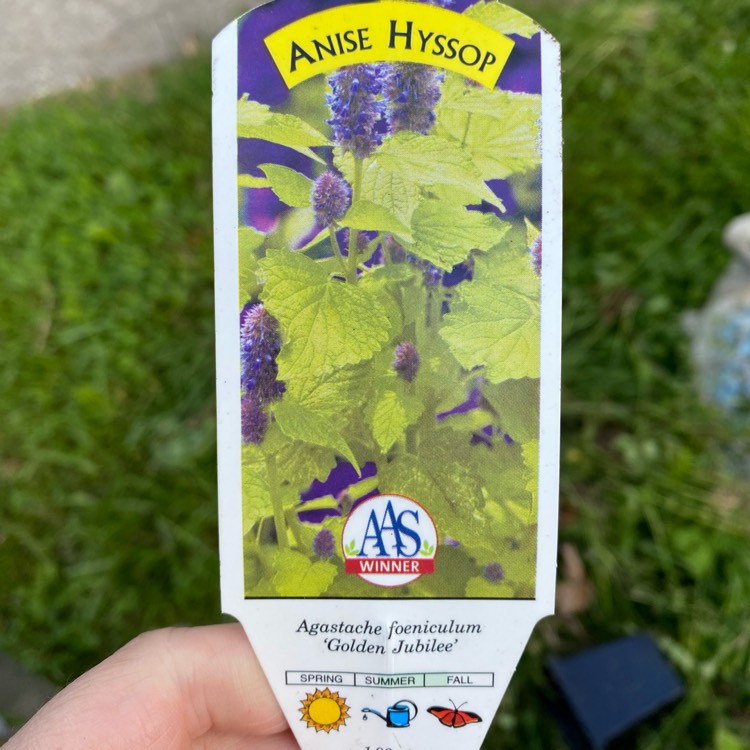 ANISE HYSSOP
AAS
WINNER
Agastache foeniculum
‘Golden Jubilee’
SPRING SUMMER FALL